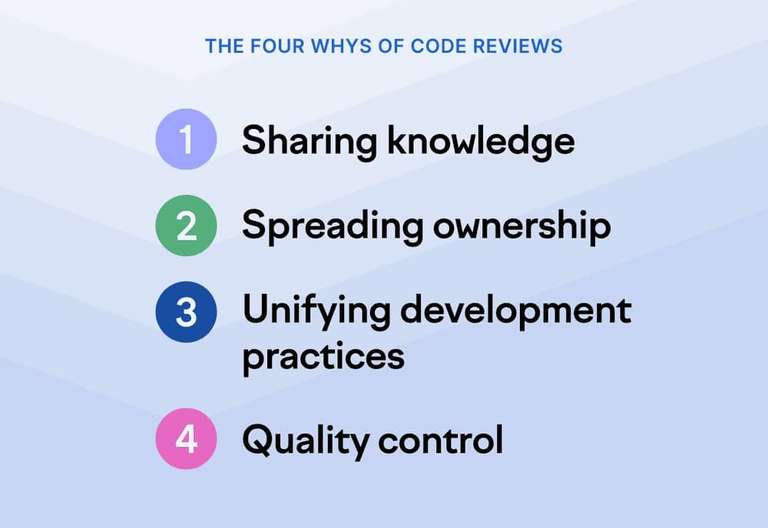 THE FOUR WHYS OF CODE REVIEWS
1 Sharing knowledge
2 Spreading ownership
3 Unifying development
practices
4 Quality control